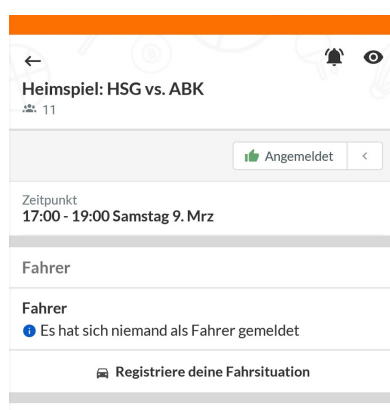 Heimspiel: HSG vs. ABK
11
Angemeldet
Zeitpunkt
17:00 - 19:00 Samstag 9. Mrz
Fahrer
Fahrer
Es hat sich niemand als Fahrer gemeldet
Registriere deine Fahrsituation